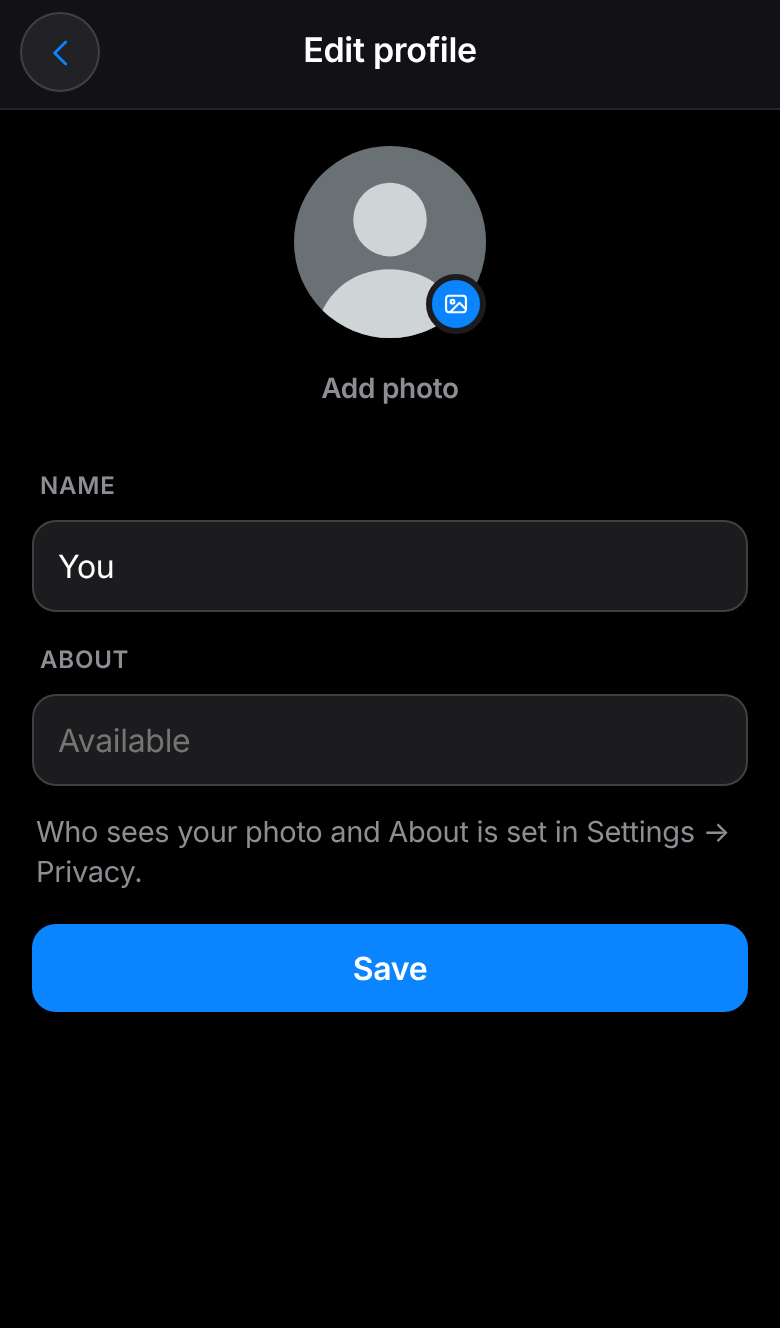 Edit profile
Add photo
NAME
You
ABOUT
Available
Who sees your photo and About is set in Settings →
Privacy.
Save